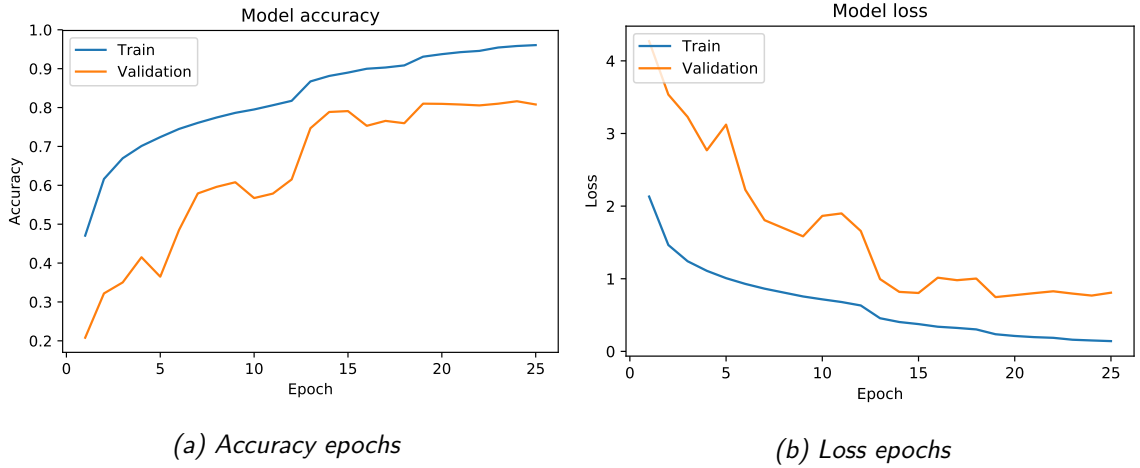 Model accuracy
1.0
0.9
0.8
0.7
0.6
0.5
0.4
0.3
0.2
Accuracy
Train
Validation
0 5 10 15 20 25
Epoch
(a) Accuracy epochs
Model loss
4
3
2
1
0
Loss
Train
Validation
0 5 10 15 20 25
Epoch
(b) Loss epochs